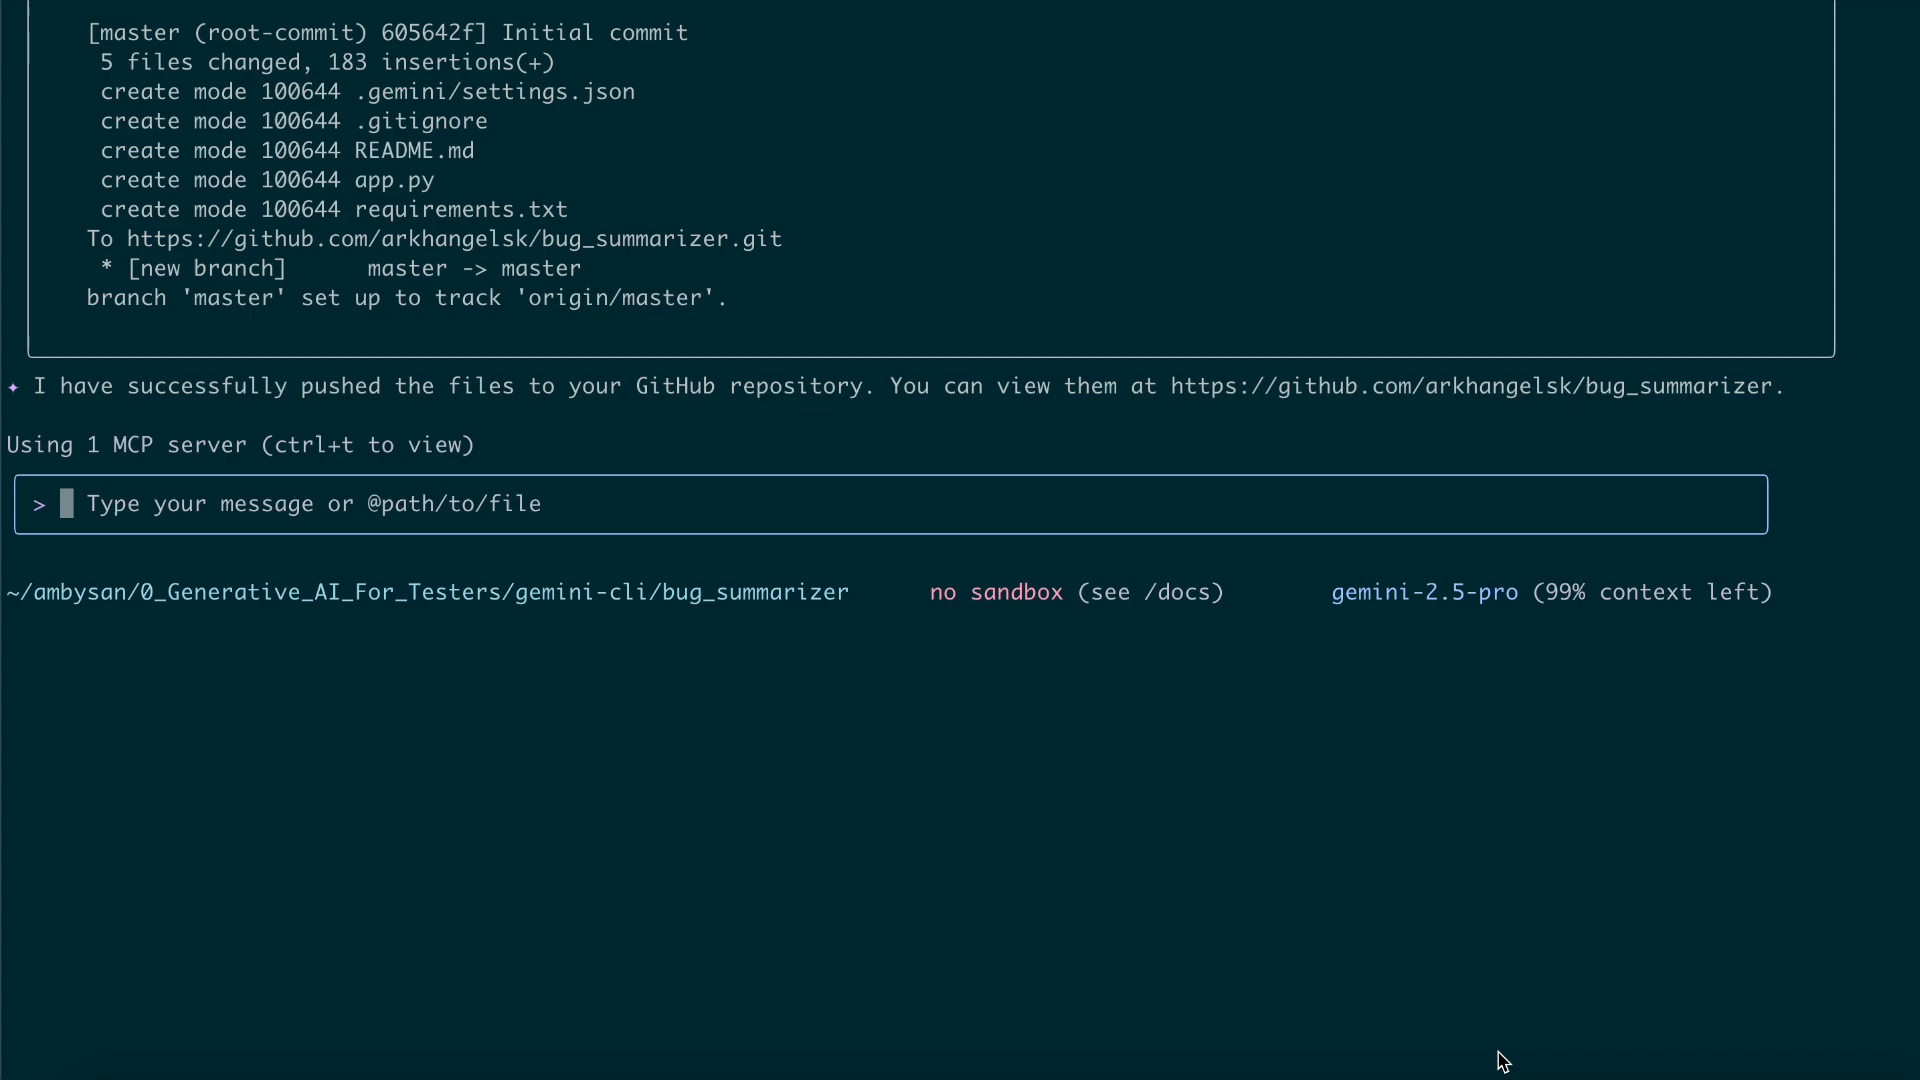 [master (root-commit) 605642f] Initial commit
5 files changed, 183 insertions(+)
create mode 100644 .gemini/settings.json
create mode 100644 .gitignore
create mode 100644 README.md
create mode 100644 app.py
create mode 100644 requirements.txt
To https://github.com/arkhangelsk/bug_summarizer.git
* [new branch]      master -> master
branch 'master' set up to track 'origin/master'.
✦ I have successfully pushed the files to your GitHub repository. You can view them at https://github.com/arkhangelsk/bug_summarizer.
Using 1 MCP server (ctrl+t to view)
> Type your message or @path/to/file
~/ambysan/0_Generative_AI_For_Testers/gemini-cli/bug_summarizer      no sandbox (see /docs)      gemini-2.5-pro (99% context left)